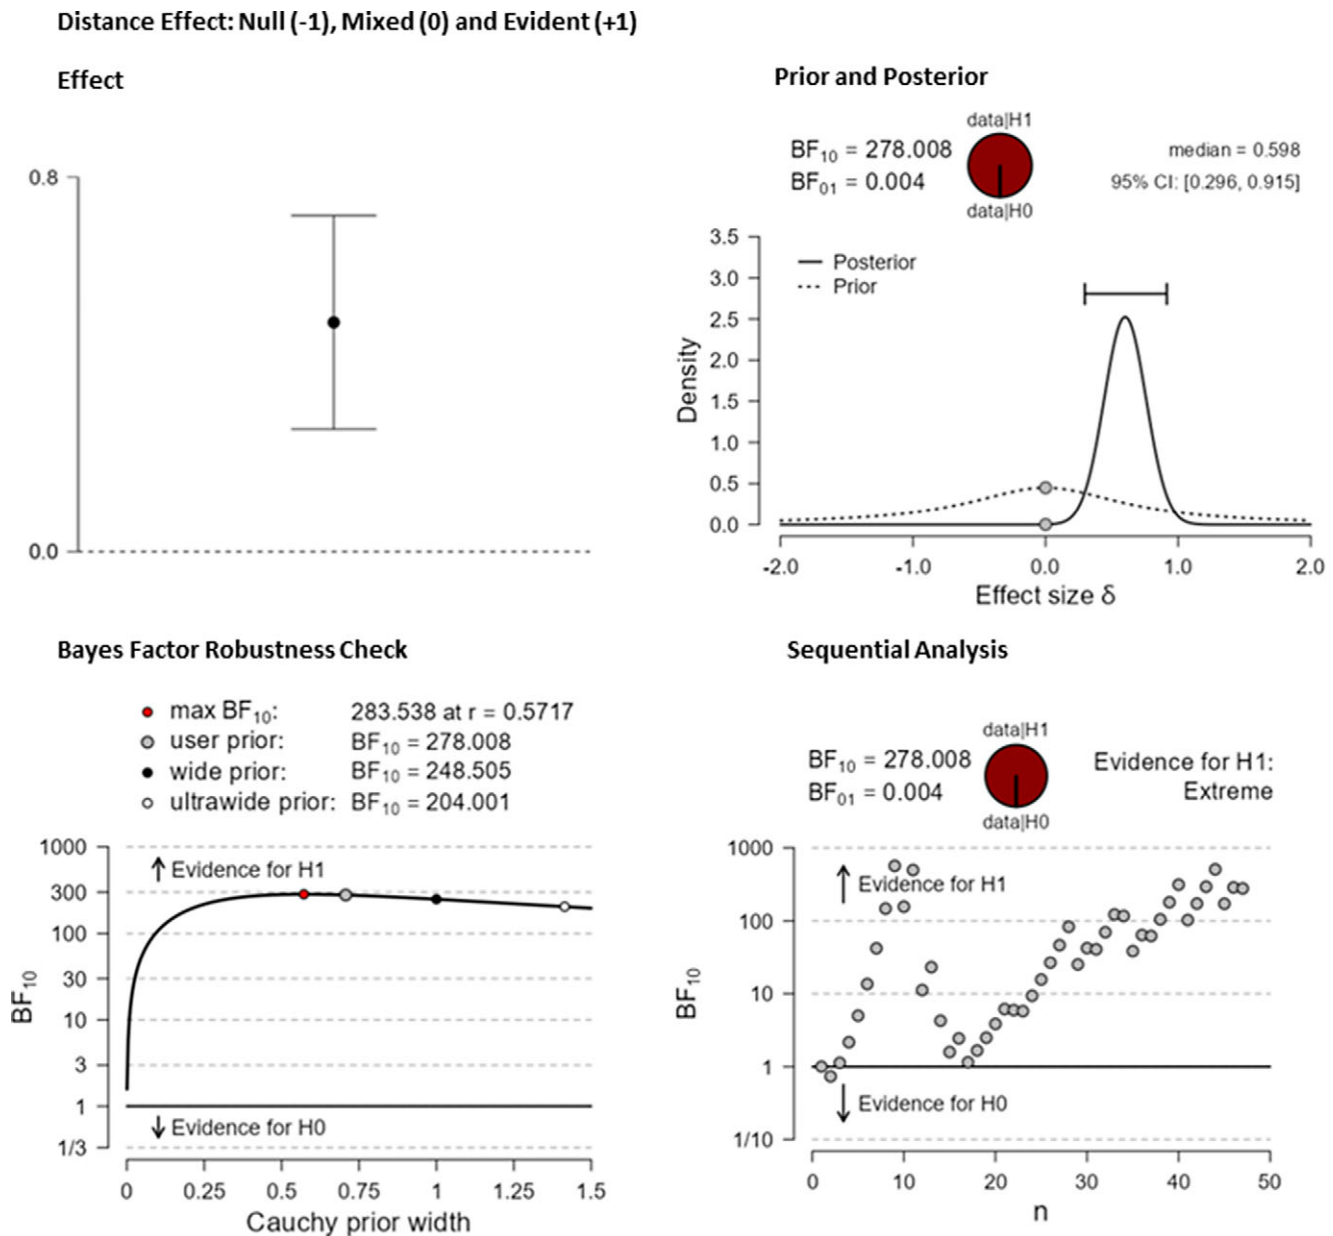 Distance Effect: Null (-1), Mixed (0) and Evident (+1)
Effect
0.8
0.0
Prior and Posterior
data|H1
BF10 = 278.008
BF01 = 0.004
data|H0
median = 0.598
95% CI: [0.296, 0.915]
3.5
3.0
2.5
2.0
1.5
1.0
0.5
0.0
Density
Posterior
Prior
-2.0 -1.0 0.0 1.0 2.0
Effect size δ
Bayes Factor Robustness Check
max BF10: 283.538 at r = 0.5717
user prior: BF10 = 278.008
wide prior: BF10 = 248.505
ultrawide prior: BF10 = 204.001
1000
300
100
30
10
3
1
1/3
BF10
Evidence for H1
Evidence for H0
0 0.25 0.5 0.75 1 1.25 1.5
Cauchy prior width
Sequential Analysis
data|H1
BF10 = 278.008
BF01 = 0.004
data|H0
Evidence for H1:
Extreme
1000
100
10
1
1/10
BF10
Evidence for H1
Evidence for H0
0 10 20 30 40 50
n